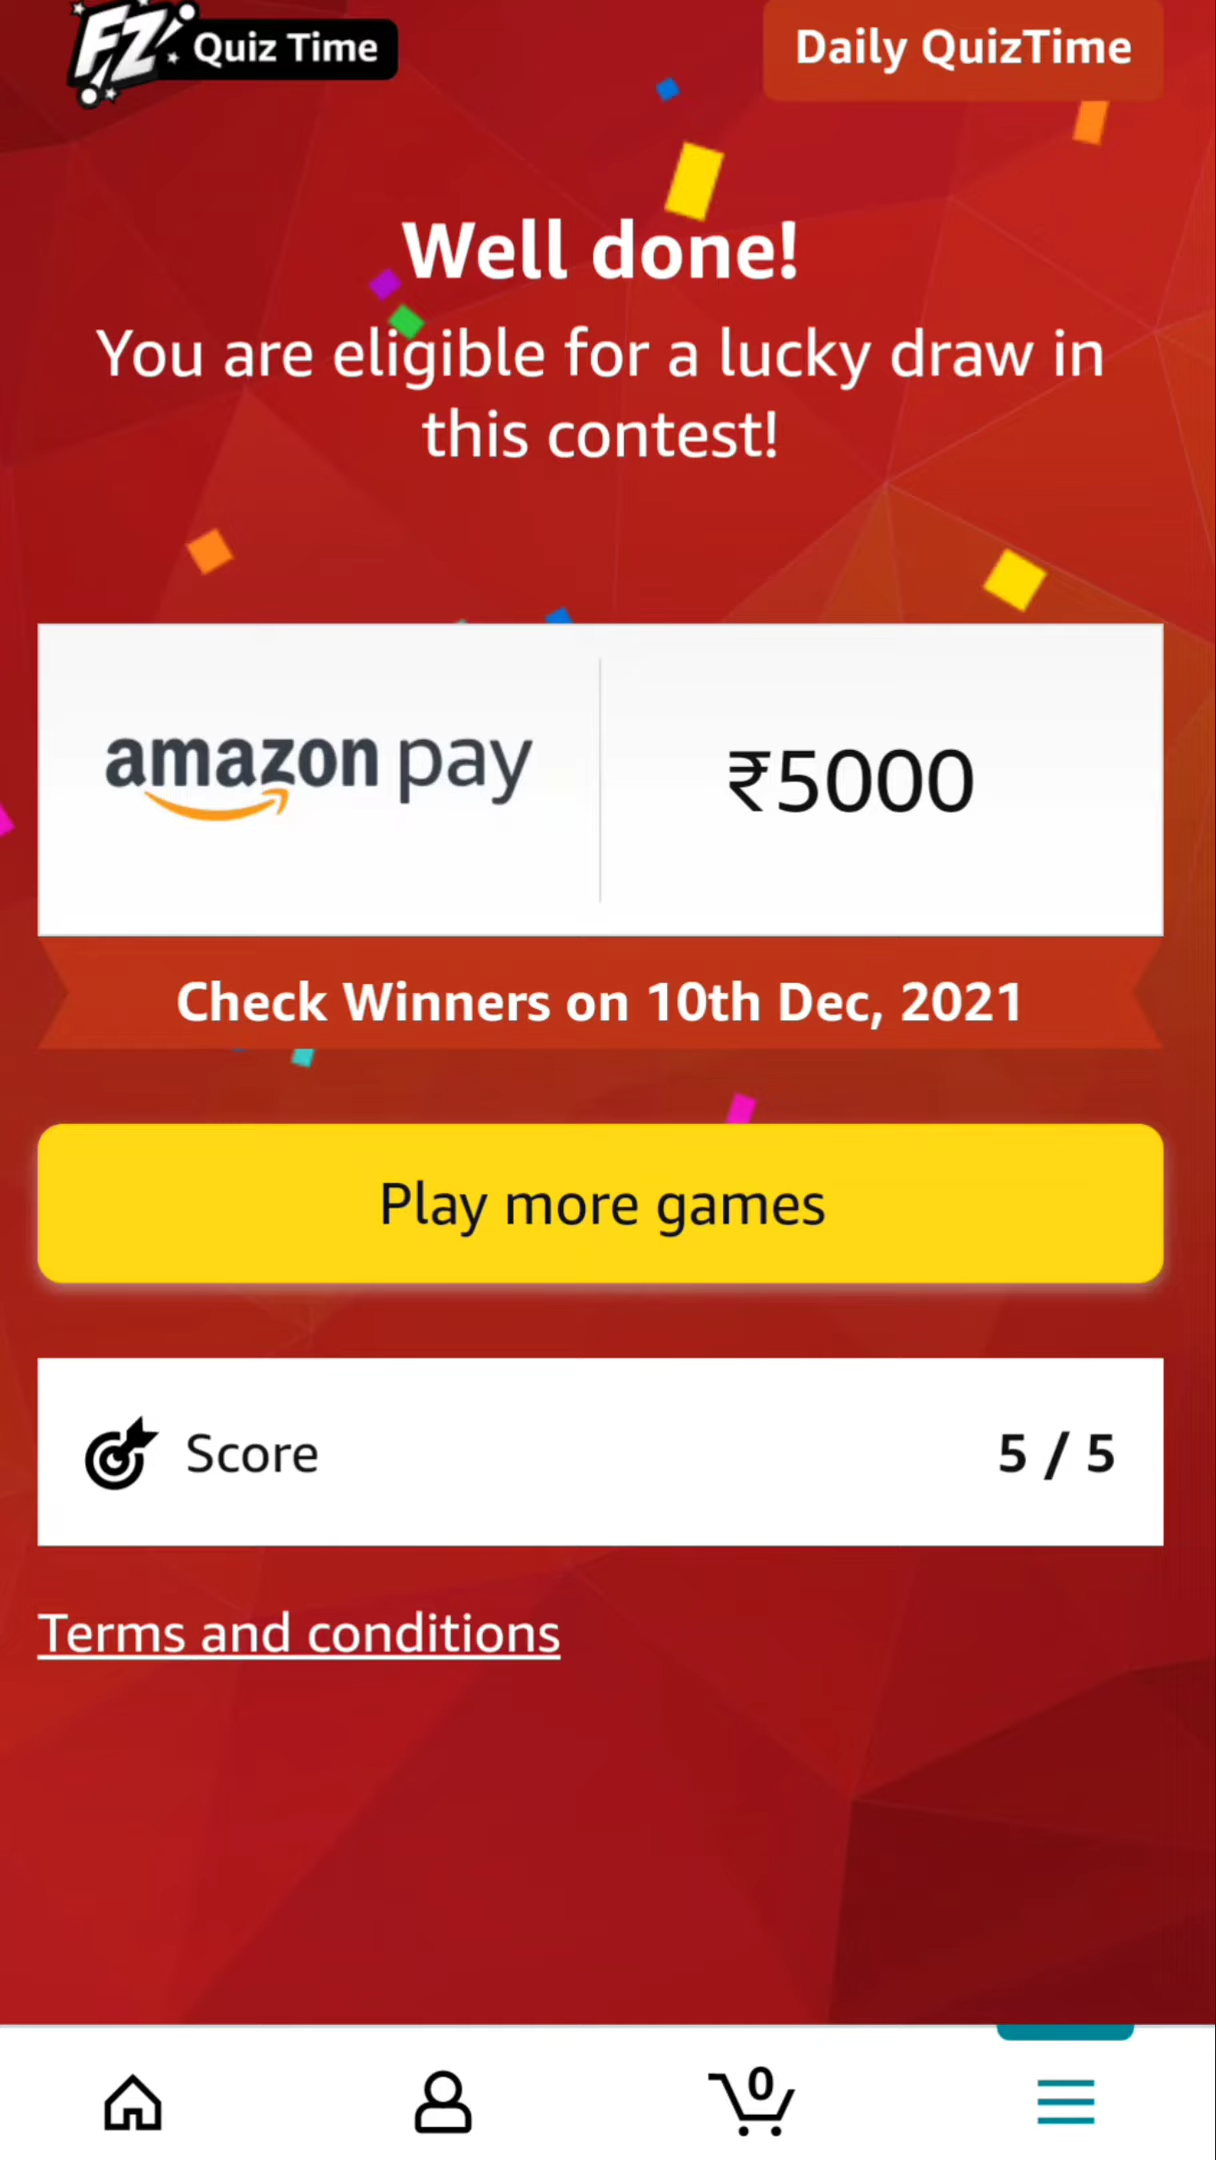 FZ Quiz Time
Daily QuizTime
Well done!
You are eligible for a lucky draw in
this contest!
amazon pay
₹5000
Check Winners on 10th Dec, 2021
Play more games
Score
5 / 5
Terms and conditions
0